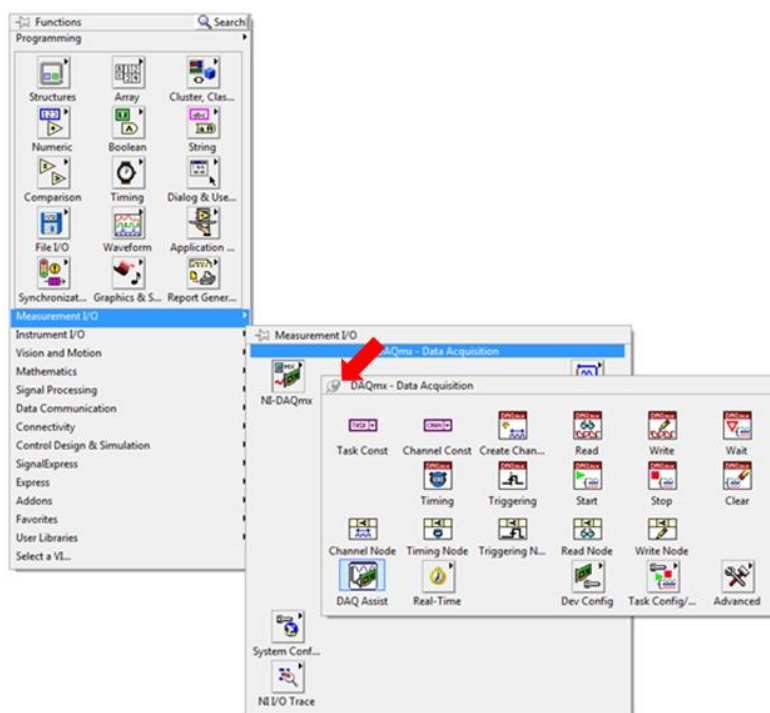 Functions
Search
Programming
Structures
Array
Cluster, Clas...
Numeric
Boolean
String
Comparison
Timing
Dialog & Use...
File I/O
Waveform
Application ...
Synchronizat...
Graphics & S...
Report Gener...
Measurement I/O
Instrument I/O
Vision and Motion
Mathematics
Signal Processing
Data Communication
Connectivity
Control Design & Simulation
SignalExpress
Express
Addons
Favorites
User Libraries
Select a VI...
Measurement I/O
DAQmx - Data Acquisition
NI-DAQmx
DAQmx - Data Acquisition
Task Const
Channel Const
Create Chan...
Read
Write
Wait
Timing
Triggering
Start
Stop
Clear
Channel Node
Timing Node
Triggering N...
Read Node
Write Node
DAQ Assist
Real-Time
Dev Config
Task Config/...
Advanced
System Conf...
NI I/O Trace